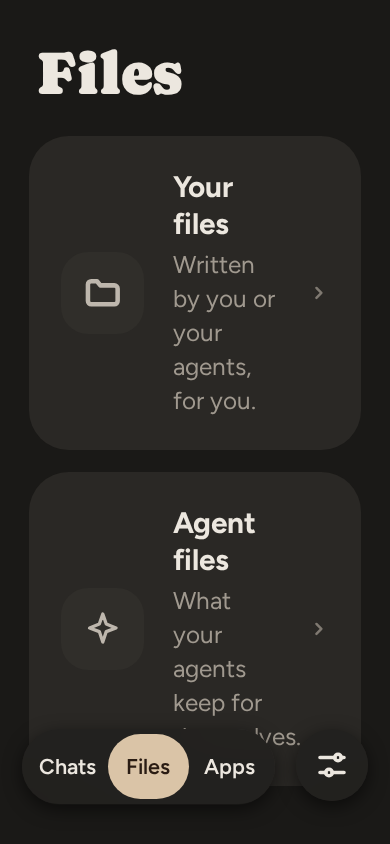 Files
Your
files
Written
by you or
your
agents,
for you.
Agent
files
What
your
agents
keep for
Chats
Files
Apps